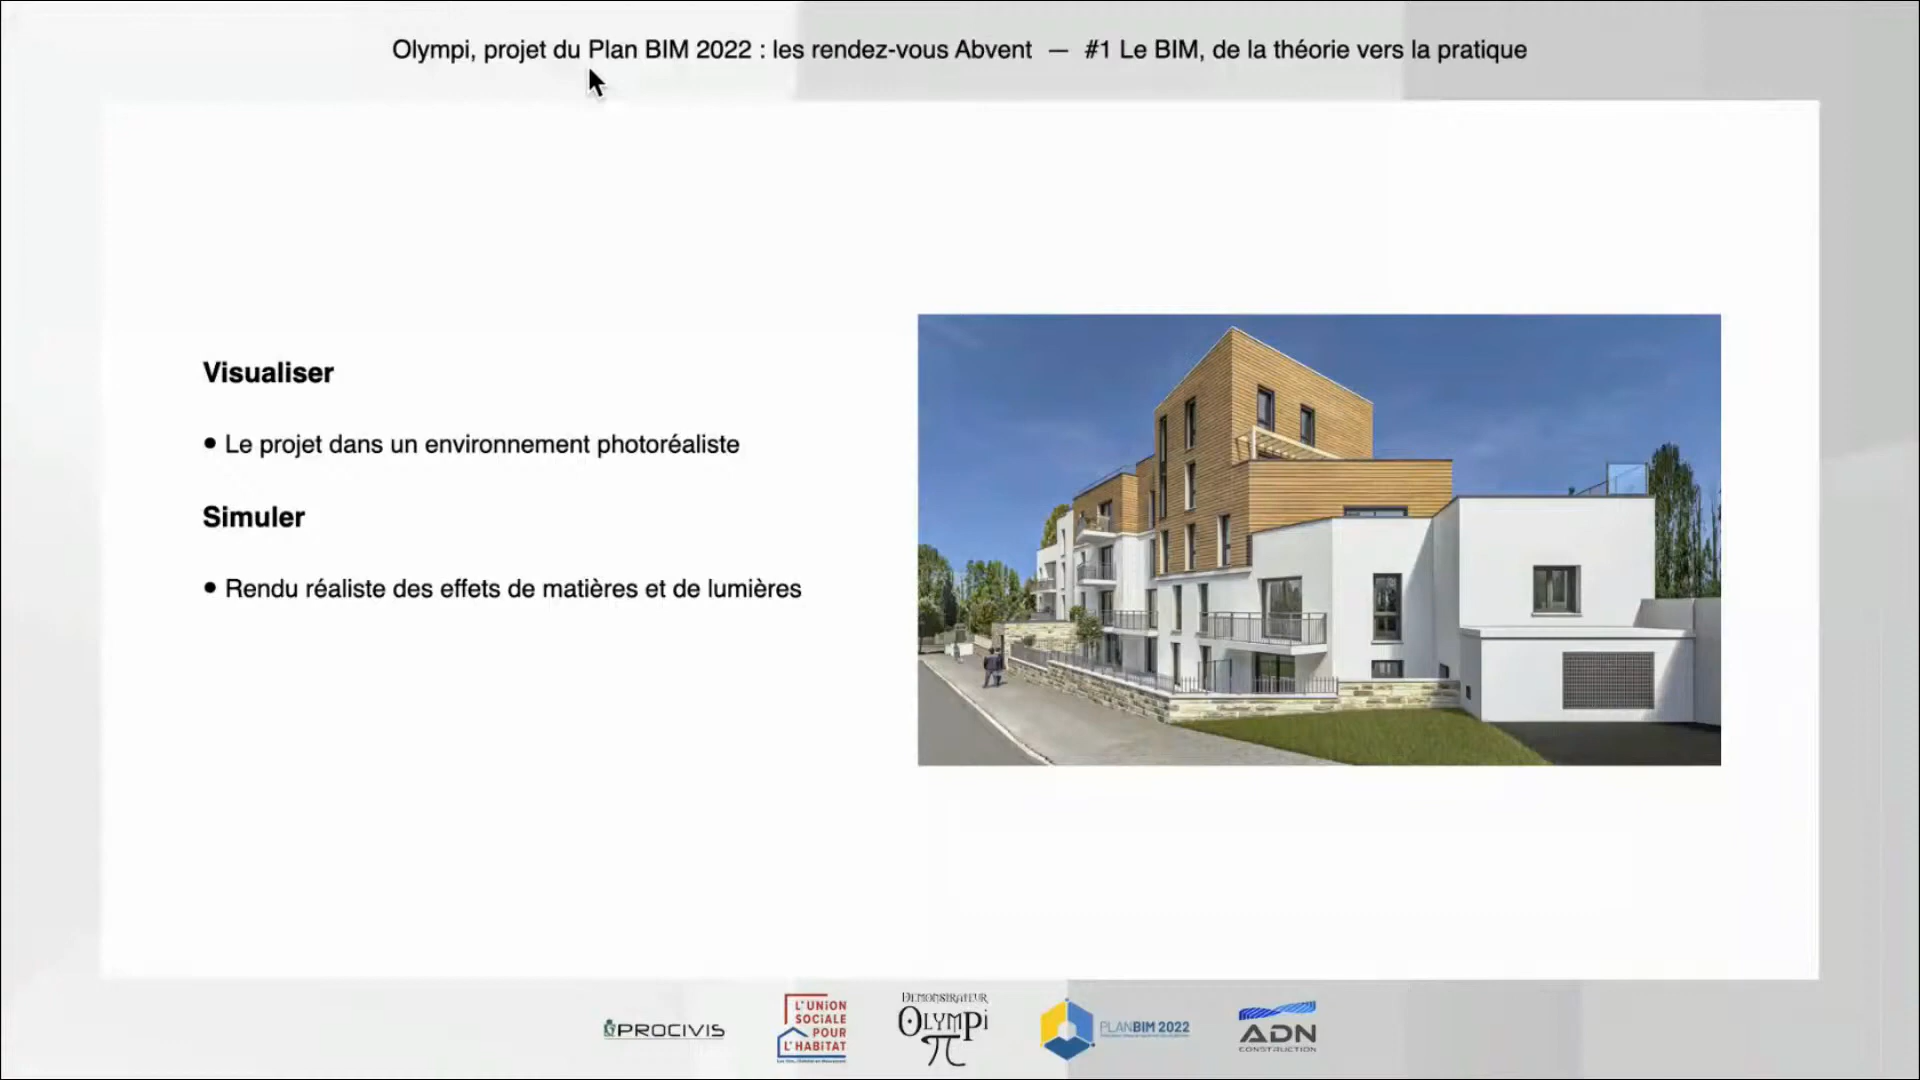 Olympi, projet du Plan BIM 2022 : les rendez-vous Abvent — #1 Le BIM, de la théorie vers la pratique
Visualiser
• Le projet dans un environnement photoréaliste
Simuler
• Rendu réaliste des effets de matières et de lumières
PROCIVIS
L'UNION
SOCIALE
POUR
L'HABITAT
DEMONSTRATEUR
OLYMPi
π
PLANBIM 2022
ADN
CONSTRUCTION